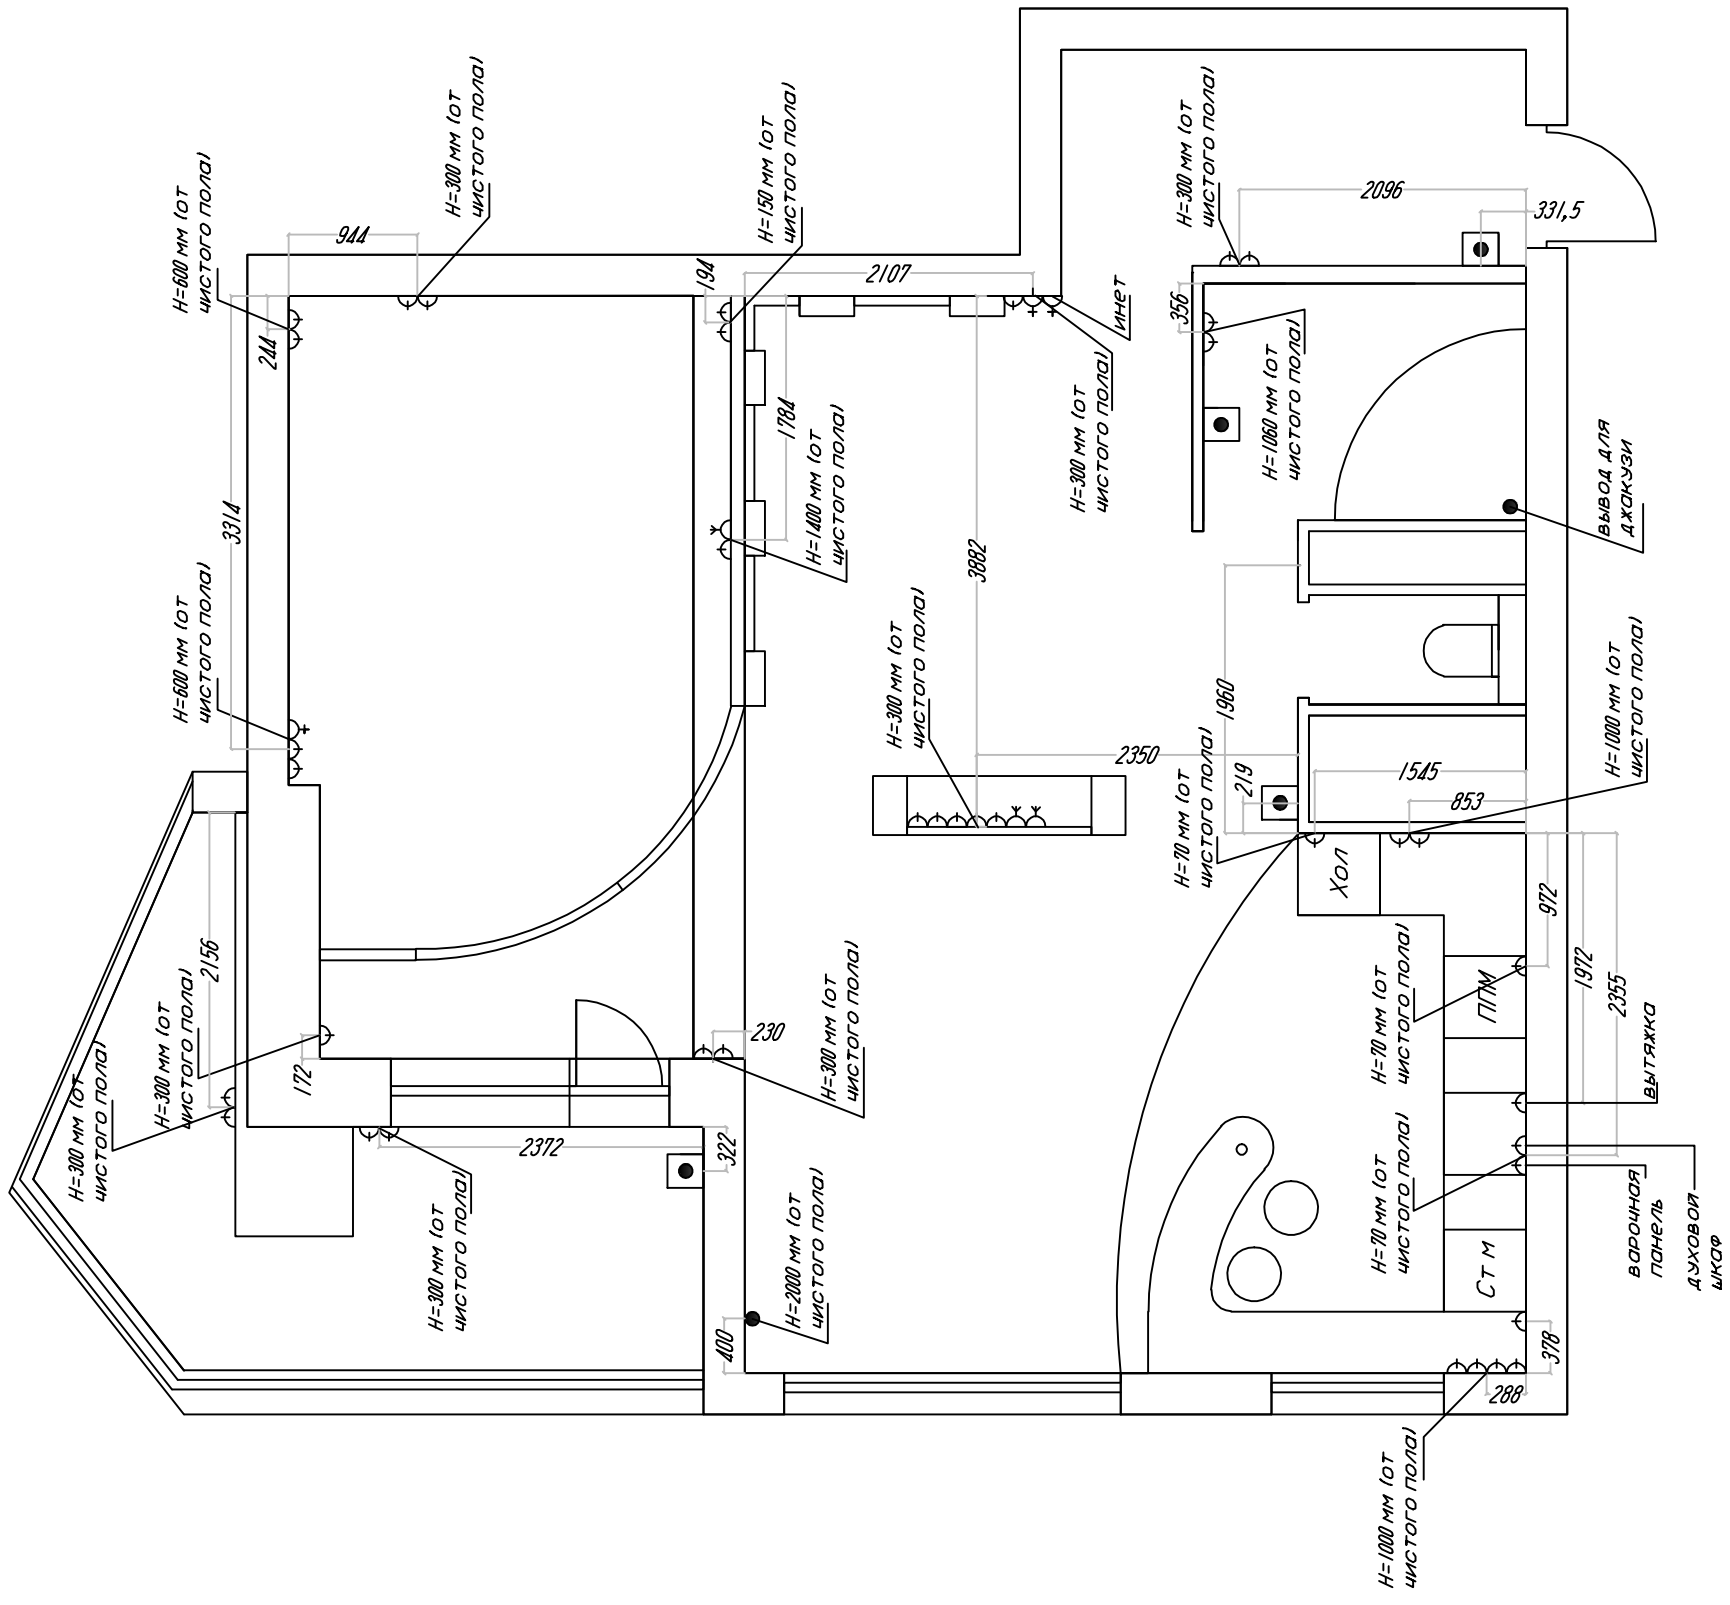 H=600 мм (от
чистого пола)
944
H=300 мм (от
чистого пола)
194
H=150 мм (от
чистого пола)
2107
H=300 мм (от
чистого пола)
2096
331,5
244
3314
356
инет
H=300 мм (от
чистого пола)
H=1060 мм (от
чистого пола)
1784
H=1400 мм (от
чистого пола)
вывод для
джакузи
3882
H=600 мм (от
чистого пола)
H=300 мм (от
чистого пола)
1960
2350
219
H=70 мм (от
чистого пола)
1545
853
H=1000 мм (от
чистого пола)
Хол
972
1972
2355
2156
H=300 мм (от
чистого пола)
H=300 мм (от
чистого пола)
172
230
H=300 мм (от
чистого пола)
H=70 мм (от
чистого пола)
ППМ
вытяжка
2372
322
H=300 мм (от
чистого пола)
H=2000 мм (от
чистого пола)
400
H=70 мм (от
чистого пола)
Ст м
варочная
панель
духовой
шкаф
378
288
H=1000 мм (от
чистого пола)